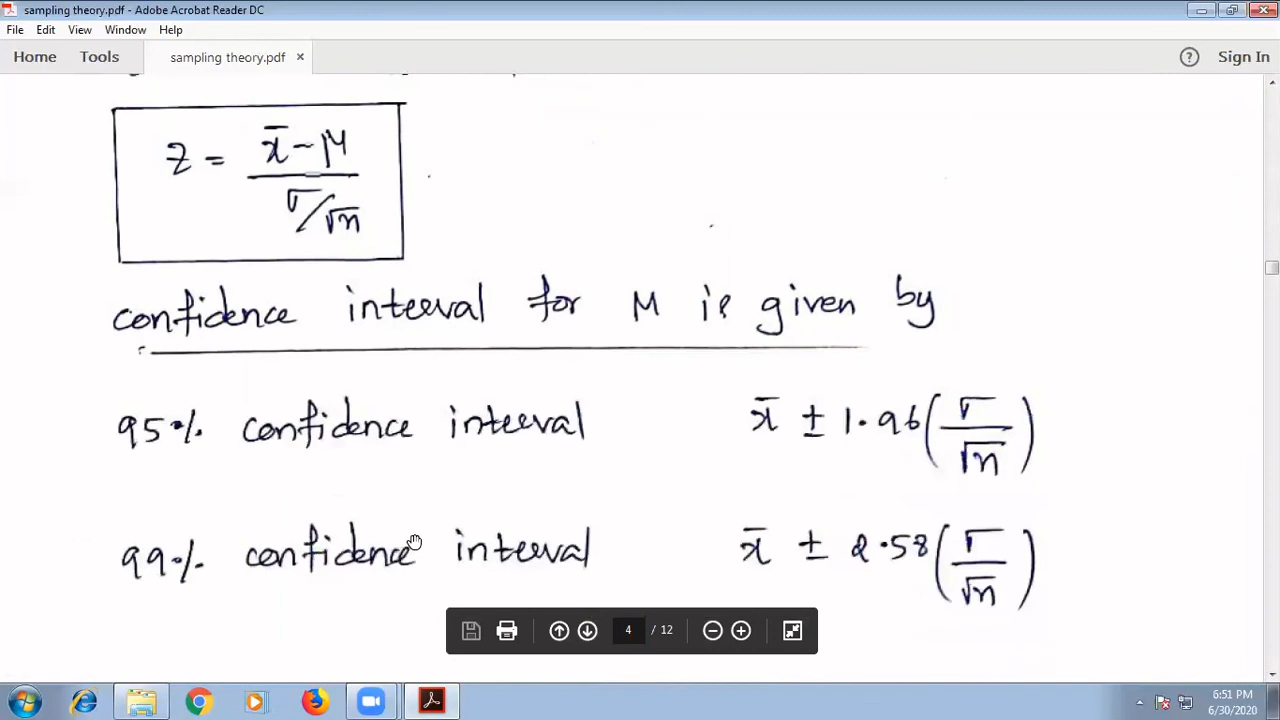 sampling theory.pdf - Adobe Acrobat Reader DC
File Edit View Window Help
Home Tools sampling theory.pdf × ? Sign In
z = (x̄ - μ) / (σ/√n)
confidence interval for M is given by
95% confidence interval x̄ ± 1.96(σ/√n)
99% confidence interval x̄ ± 2.58(σ/√n)
4 / 12
6:51 PM
6/30/2020